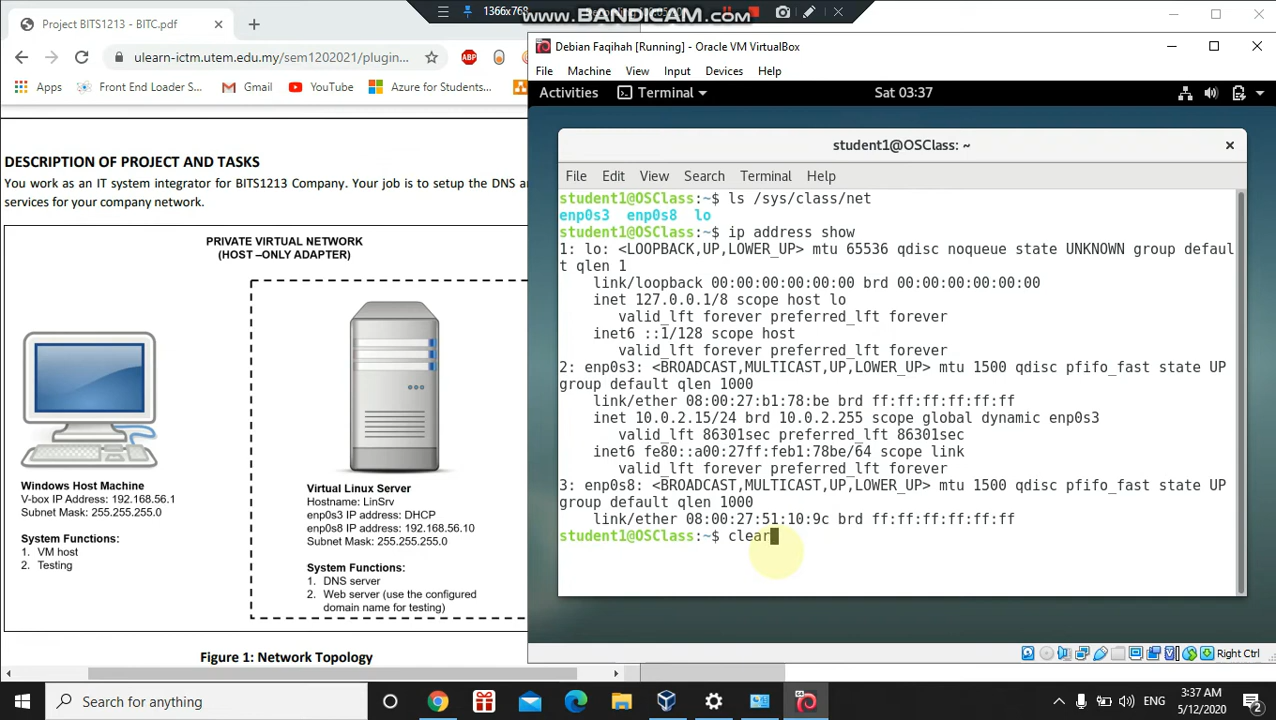 Project BITS1213 - BITC.pdf
1366x768
www.BANDICAM.com
ulearn-ictm.utem.edu.my/sem1202021/plugin...
ABP
Apps
Front End Loader S...
Gmail
YouTube
Azure for Students...
DESCRIPTION OF PROJECT AND TASKS
You work as an IT system integrator for BITS1213 Company. Your job is to setup the DNS an
services for your company network.
PRIVATE VIRTUAL NETWORK
(HOST –ONLY ADAPTER)
Windows Host Machine
V-box IP Address: 192.168.56.1
Subnet Mask: 255.255.255.0
System Functions:
1. VM host
2. Testing
Virtual Linux Server
Hostname: LinSrv
enp0s3 IP address: DHCP
enp0s8 IP address: 192.168.56.10
Subnet Mask: 255.255.255.0
System Functions:
1. DNS server
2. Web server (use the configured
domain name for testing)
Figure 1: Network Topology
Debian Faqihah [Running] - Oracle VM VirtualBox
File Machine View Input Devices Help
Activities Terminal Sat 03:37
student1@OSClass: ~
File Edit View Search Terminal Help
student1@OSClass:~$ ls /sys/class/net
enp0s3 enp0s8 lo
student1@OSClass:~$ ip address show
1: lo: <LOOPBACK,UP,LOWER_UP> mtu 65536 qdisc noqueue state UNKNOWN group defaul
t qlen 1
link/loopback 00:00:00:00:00:00 brd 00:00:00:00:00:00
inet 127.0.0.1/8 scope host lo
valid_lft forever preferred_lft forever
inet6 ::1/128 scope host
valid_lft forever preferred_lft forever
2: enp0s3: <BROADCAST,MULTICAST,UP,LOWER_UP> mtu 1500 qdisc pfifo_fast state UP
group default qlen 1000
link/ether 08:00:27:b1:78:be brd ff:ff:ff:ff:ff:ff
inet 10.0.2.15/24 brd 10.0.2.255 scope global dynamic enp0s3
valid_lft 86301sec preferred_lft 86301sec
inet6 fe80::a00:27ff:feb1:78be/64 scope link
valid_lft forever preferred_lft forever
3: enp0s8: <BROADCAST,MULTICAST,UP,LOWER_UP> mtu 1500 qdisc pfifo_fast state UP
group default qlen 1000
link/ether 08:00:27:51:10:9c brd ff:ff:ff:ff:ff:ff
student1@OSClass:~$ clear
Right Ctrl
Search for anything
ENG
3:37 AM
5/12/2020
2